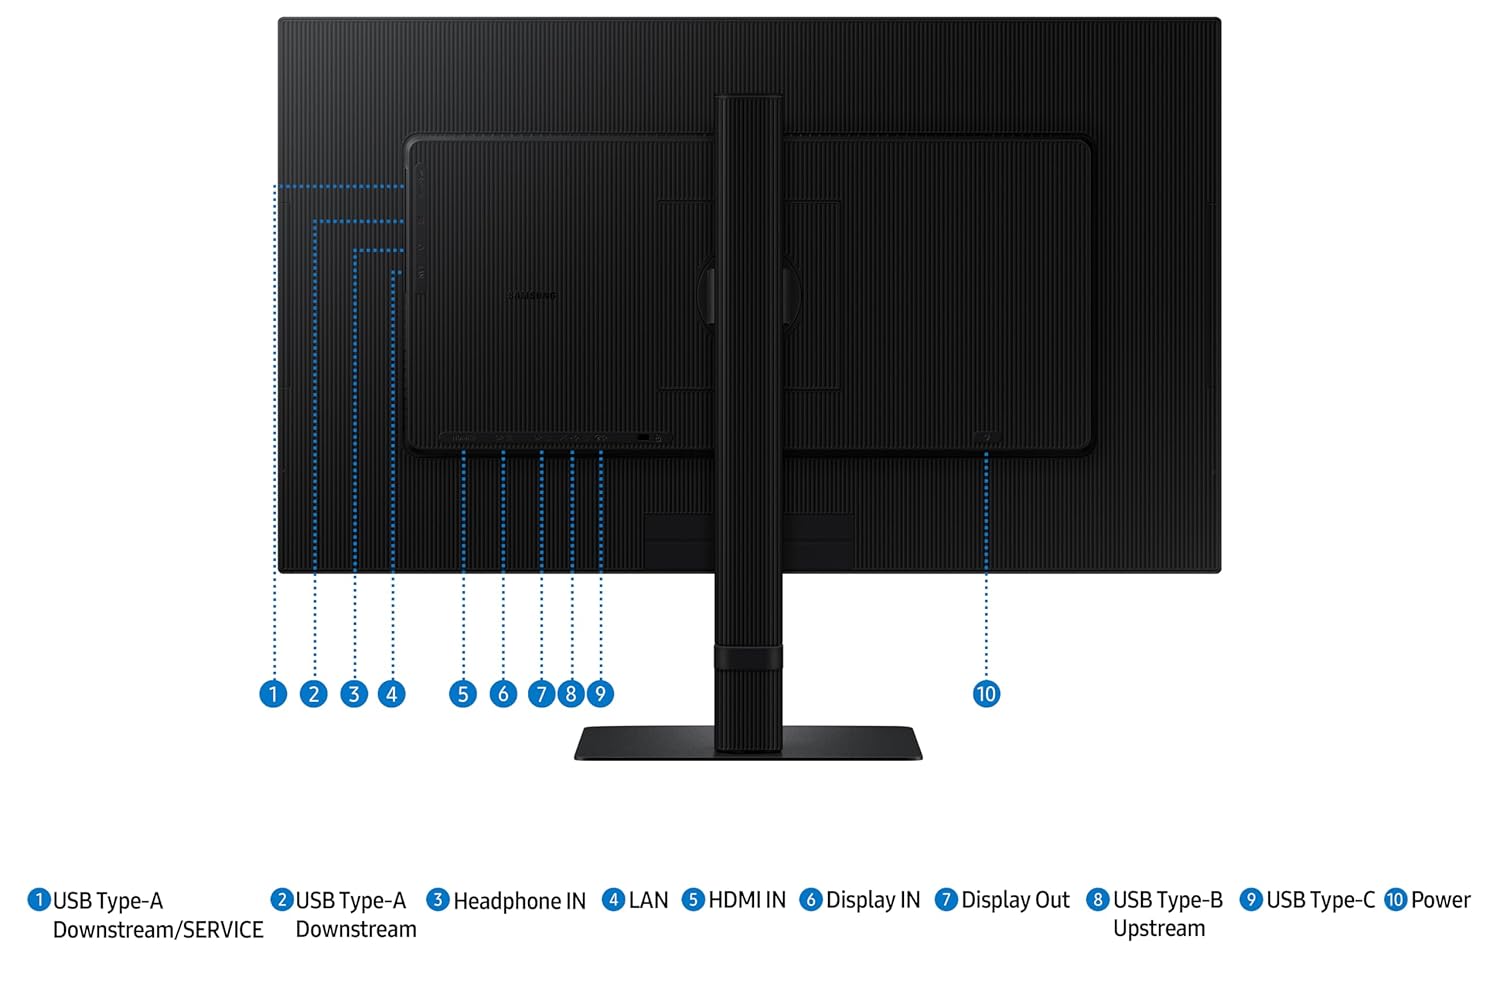 SAMSUNG
1 2 3 4 5 6 7 8 9 10
1 USB Type-A Downstream/SERVICE
2 USB Type-A Downstream
3 Headphone IN
4 LAN
5 HDMI IN
6 Display IN
7 Display Out
8 USB Type-B Upstream
9 USB Type-C
10 Power